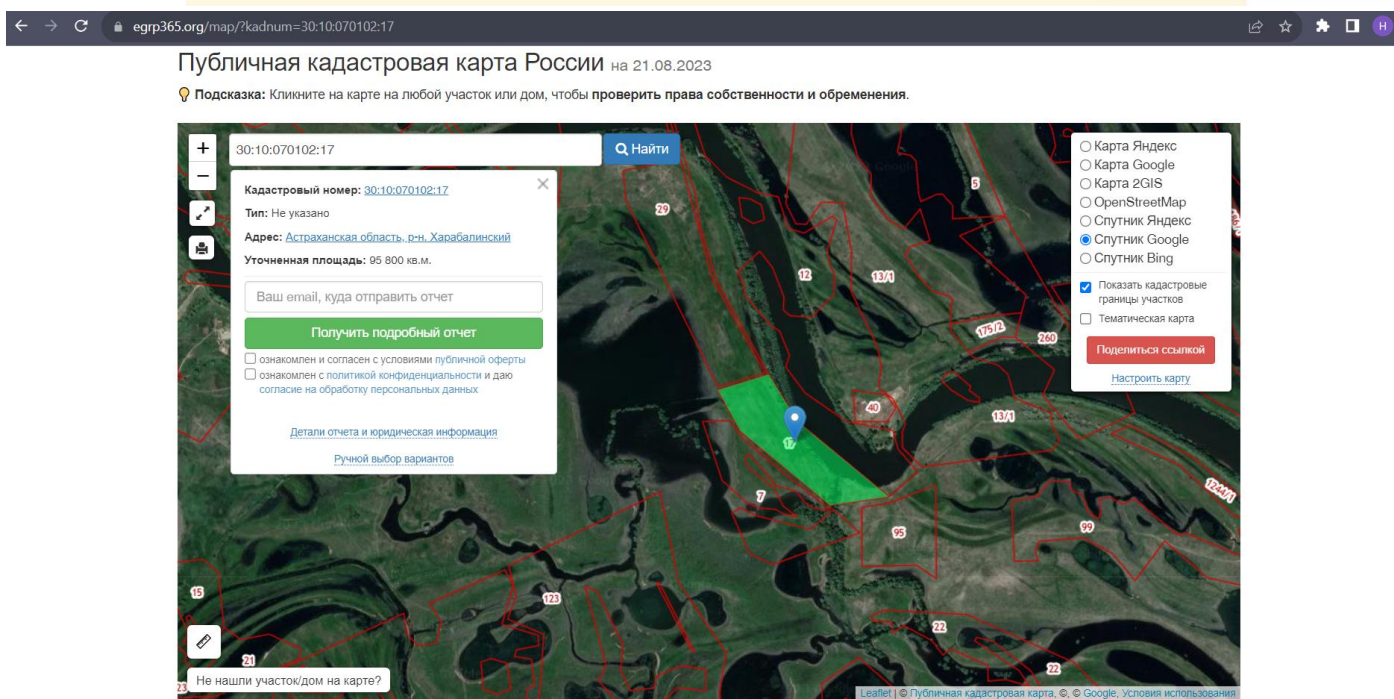 egrp365.org/map/?kadnum=30:10:070102:17
H
Публичная кадастровая карта России на 21.08.2023
Подсказка: Кликните на карте на любой участок или дом, чтобы проверить права собственности и обременения.
+
−
30:10:070102:17
Найти
Кадастровый номер: 30:10:070102:17
Тип: Не указано
Адрес: Астраханская область, р-н. Харабалинский
Уточненная площадь: 95 800 кв.м.
Ваш email, куда отправить отчет
Получить подробный отчет
ознакомлен и согласен с условиями публичной оферты
ознакомлен с политикой конфиденциальности и даю
согласие на обработку персональных данных
Детали отчета и юридическая информация
Ручной выбор вариантов
Карта Яндекс
Карта Google
Карта 2GIS
OpenStreetMap
Спутник Яндекс
Спутник Google
Спутник Bing
Показать кадастровые
границы участков
Тематическая карта
Поделиться ссылкой
Настроить карту
5
29
12
13/1
175/2
260
40
13/1
17
7
95
99
1244/1
15
123
22
22
21
23
Не нашли участок/дом на карте?
Leaflet | © Публичная кадастровая карта, ©, © Google, Условия использования